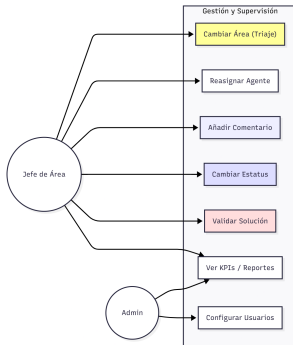 Gestión y Supervisión
Cambiar Área (Triaje)
Reasignar Agente
Añadir Comentario
Jefe de Área
Cambiar Estatus
Validar Solución
Ver KPIs / Reportes
Admin
Configurar Usuarios